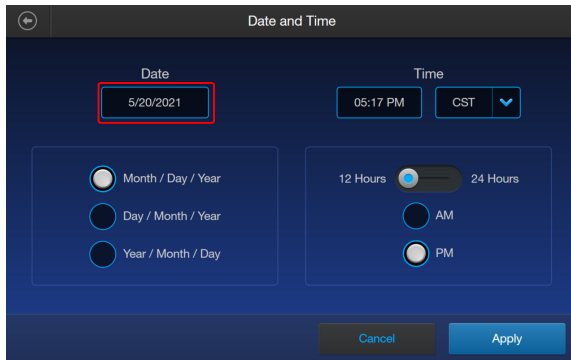 Date and Time
Date
5/20/2021
Time
05:17 PM CST
Month / Day / Year
Day / Month / Year
Year / Month / Day
12 Hours 24 Hours
AM
PM
Cancel Apply